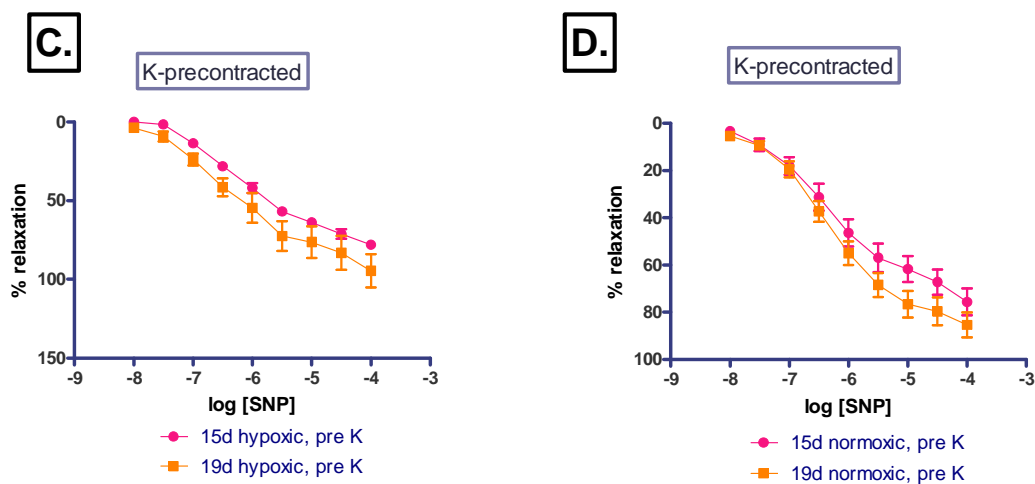 C.
K-precontracted
0
50
100
150
% relaxation
-9
-8
-7
-6
-5
-4
-3
log [SNP]
15d hypoxic, pre K
19d hypoxic, pre K
D.
K-precontracted
0
20
40
60
80
100
% relaxation
-9
-8
-7
-6
-5
-4
-3
log [SNP]
15d normoxic, pre K
19d normoxic, pre K